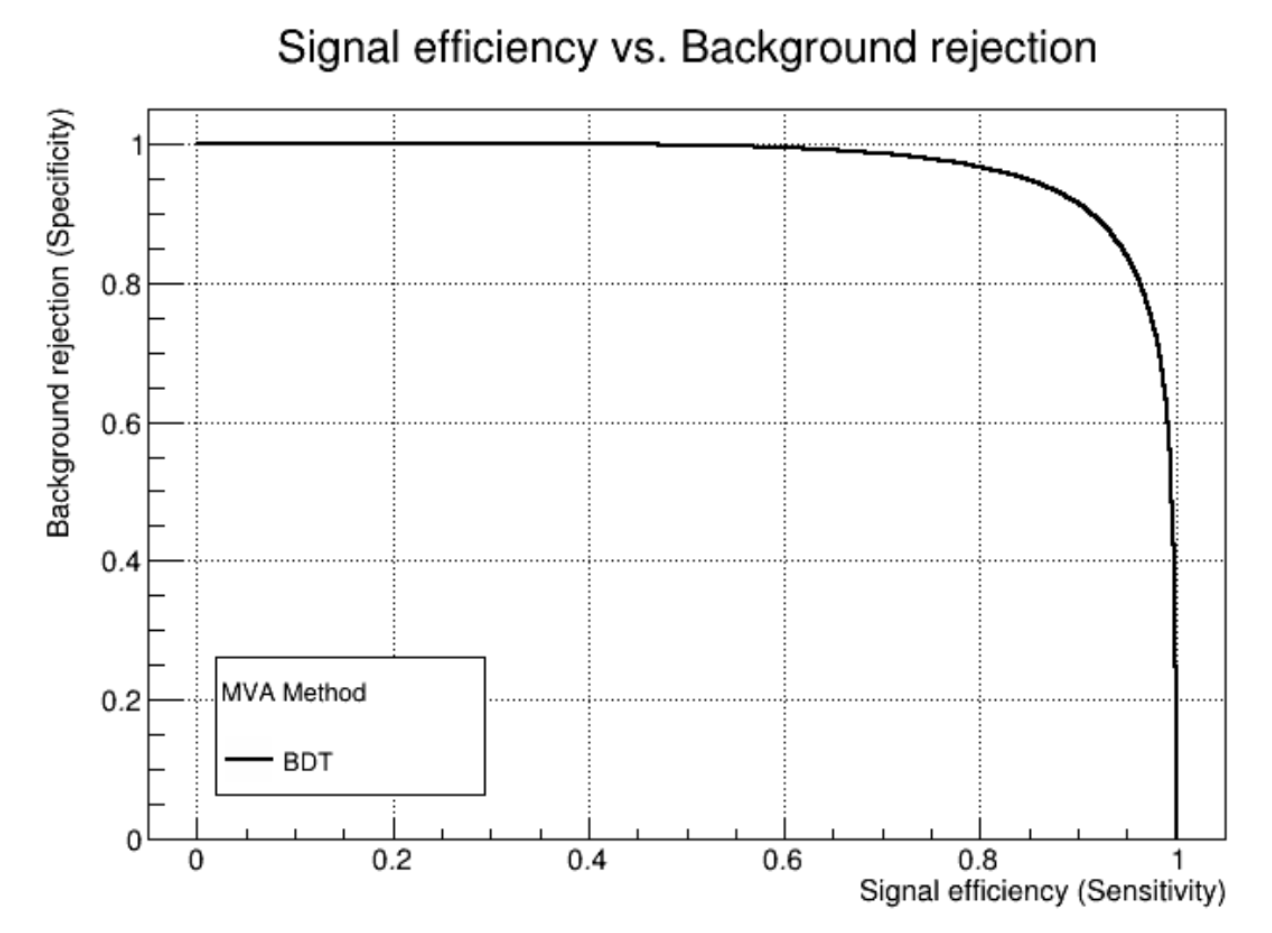 Signal efficiency vs. Background rejection
Background rejection (Specificity)
1
0.8
0.6
0.4
0.2
0
MVA Method
BDT
0 0.2 0.4 0.6 0.8 1
Signal efficiency (Sensitivity)